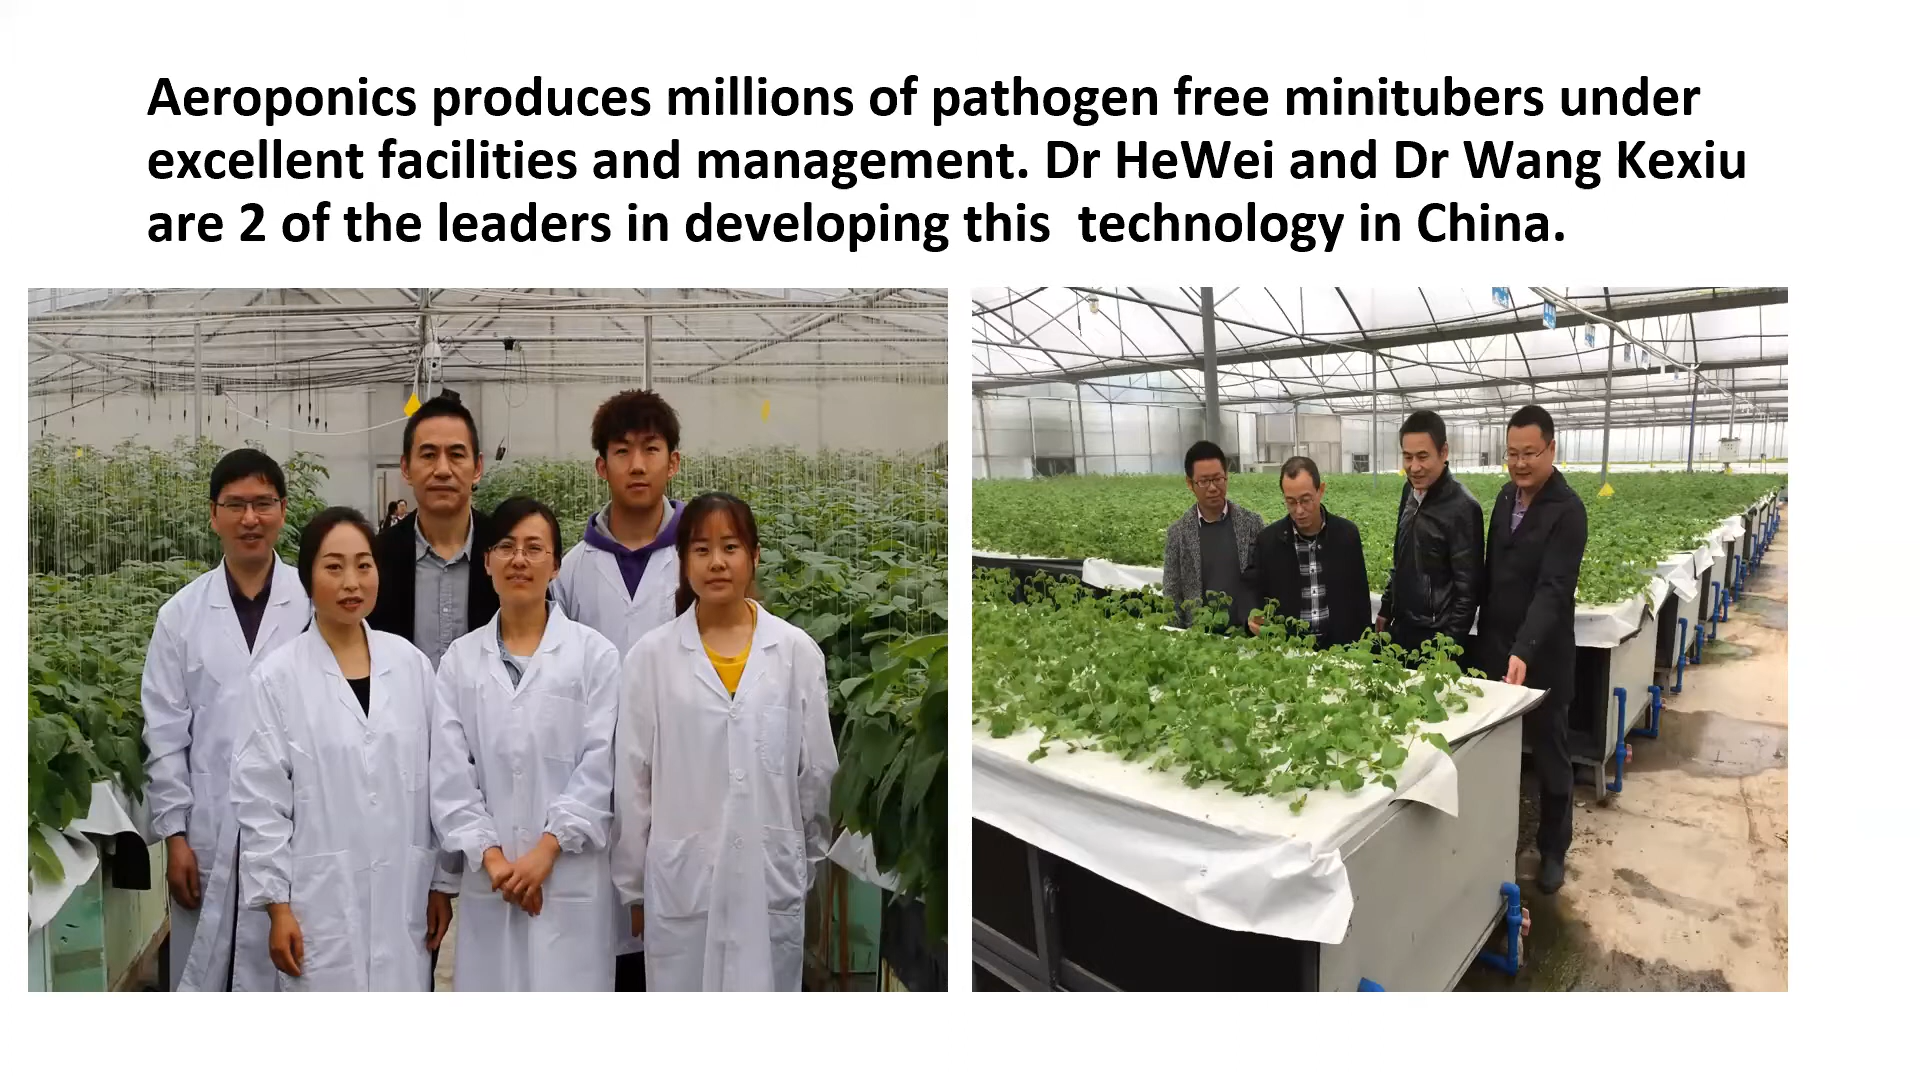 Aeroponics produces millions of pathogen free minitubers under
excellent facilities and management. Dr HeWei and Dr Wang Kexiu
are 2 of the leaders in developing this  technology in China.